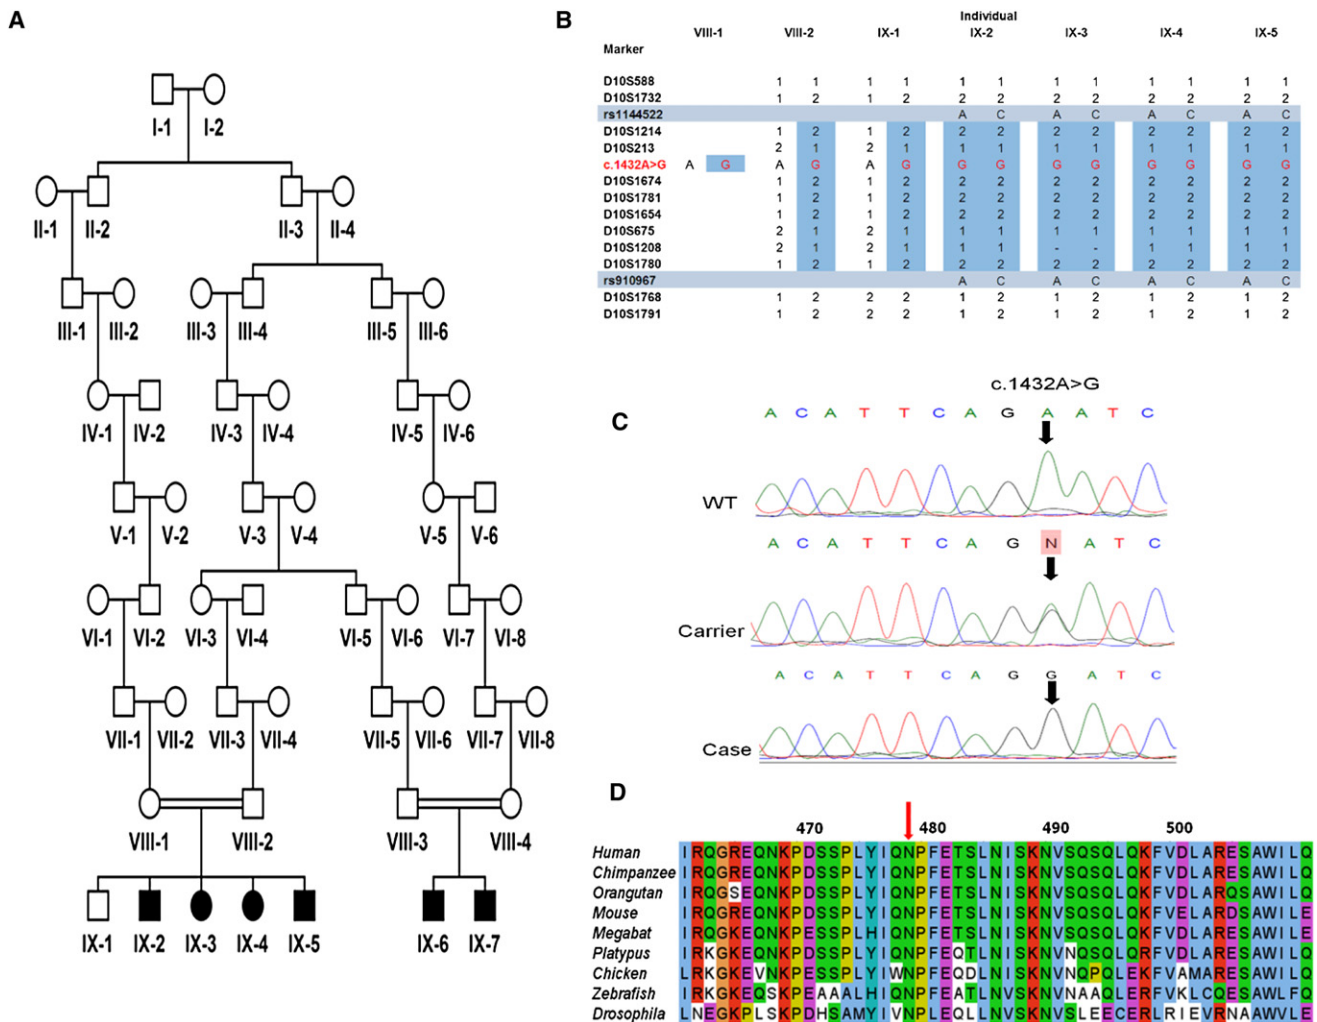 A
I-1 I-2
II-1 II-2 II-3 II-4
III-1 III-2 III-3 III-4 III-5 III-6
IV-1 IV-2 IV-3 IV-4 IV-5 IV-6
V-1 V-2 V-3 V-4 V-5 V-6
VI-1 VI-2 VI-3 VI-4 VI-5 VI-6 VI-7 VI-8
VII-1 VII-2 VII-3 VII-4 VII-5 VII-6 VII-7 VII-8
VIII-1 VIII-2 VIII-3 VIII-4
IX-1 IX-2 IX-3 IX-4 IX-5 IX-6 IX-7
B
Individual
VIII-1 VIII-2 IX-1 IX-2 IX-3 IX-4 IX-5
Marker
D10S588 1 1 1 1 1 1 1 1 1 1 1 1
D10S1732 1 2 1 2 2 2 2 2 2 2 2 2
rs1144522 A C A C A C A C
D10S1214 1 2 1 2 2 2 2 2 2 2 2 2
D10S213 2 1 2 1 1 1 1 1 1 1 1 1
c.1432A>G A G A G A G G G G G G G G G
D10S1674 1 2 1 2 2 2 2 2 2 2 2 2
D10S1781 1 2 1 2 2 2 2 2 2 2 2 2
D10S1654 1 2 1 2 2 2 2 2 2 2 2 2
D10S675 2 1 2 1 1 1 1 1 1 1 1 1
D10S1208 2 1 2 1 1 1 - - 1 1 1 1
D10S1780 1 2 1 2 2 2 2 2 2 2 2 2
rs910967 A C A C A C A C
D10S1768 1 2 2 2 1 2 1 2 1 2 1 2
D10S1791 1 2 2 2 1 2 1 2 1 2 1 2
C
c.1432A>G
A C A T T C A G A A T C
WT
A C A T T C A G N A T C
Carrier
A C A T T C A G G A T C
Case
D
470 480 490 500
Human IRQGREQNKPDSSPLYIQNPFETSLNISKNVSQSQLQKFVDLARESAWILQ
Chimpanzee IRQGREQNKPDSSPLYIQNPFETSLNISKNVSQSQLQKFVDLARESAWILQ
Orangutan IRQGSEQNKPDSSPLYIQNPFETSLNISKNVSQSQLQKFVDLARQSAWILQ
Mouse IRQGREQNKPESSPLYIQNPFETSLNISKNVSQSQLQKFVELARDSAWILE
Megabat IRQGKEQNKPESSPLHIQNPFETSLNISKNVSQSQLQKFVDLARESAWILE
Platypus IRKGKEQNKPDSSPLYIQNPFEQTLNISKNVNQSQLQRFVDLARESAWILQ
Chicken LRKGKEVNKPESSPLYIWNPFEQDLNISKNVNQPQLEKFVAMARESAWILQ
Zebrafish IRKGKEQSKPEAAALHIQNPFEATLNVSKNVNAAQLERFVKLCQESAWLFQ
Drosophila LNEGKPLSKPDHSAMYIVNPLEQLLNVSKNVSLEECERLRIEVRNAAWVLE